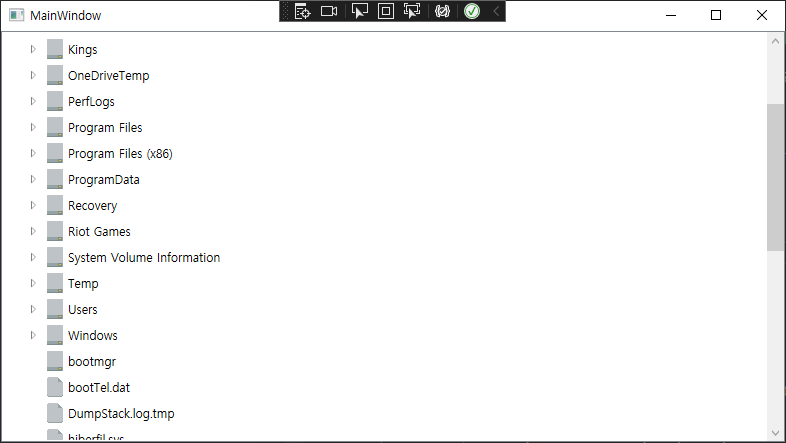 MainWindow
Kings
OneDriveTemp
PerfLogs
Program Files
Program Files (x86)
ProgramData
Recovery
Riot Games
System Volume Information
Temp
Users
Windows
bootmgr
bootTel.dat
DumpStack.log.tmp
hiberfil.sys